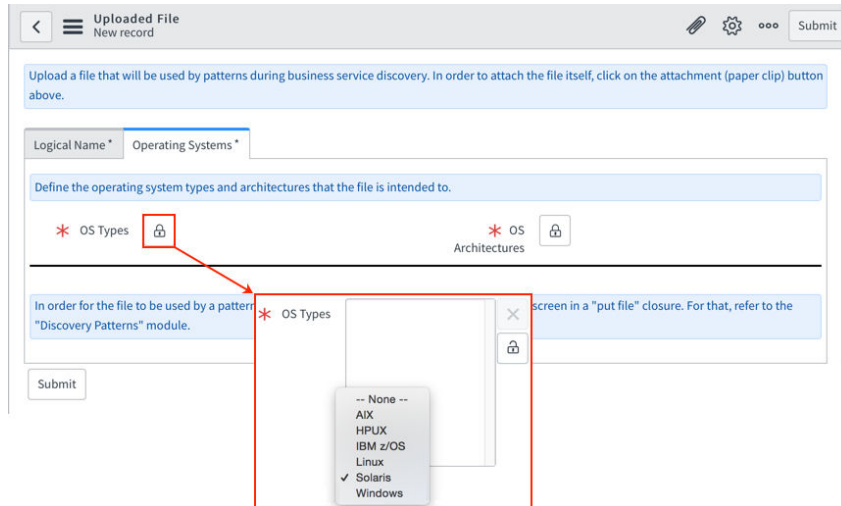 Uploaded File
New record
Submit
Upload a file that will be used by patterns during business service discovery. In order to attach the file itself, click on the attachment (paper clip) button
above.
Logical Name *
Operating Systems *
Define the operating system types and architectures that the file is intended to.
OS Types
OS
Architectures
In order for the file to be used by a pattern
screen in a "put file" closure. For that, refer to the
"Discovery Patterns" module.
OS Types
-- None --
AIX
HPUX
IBM z/OS
Linux
✓ Solaris
Windows
Submit